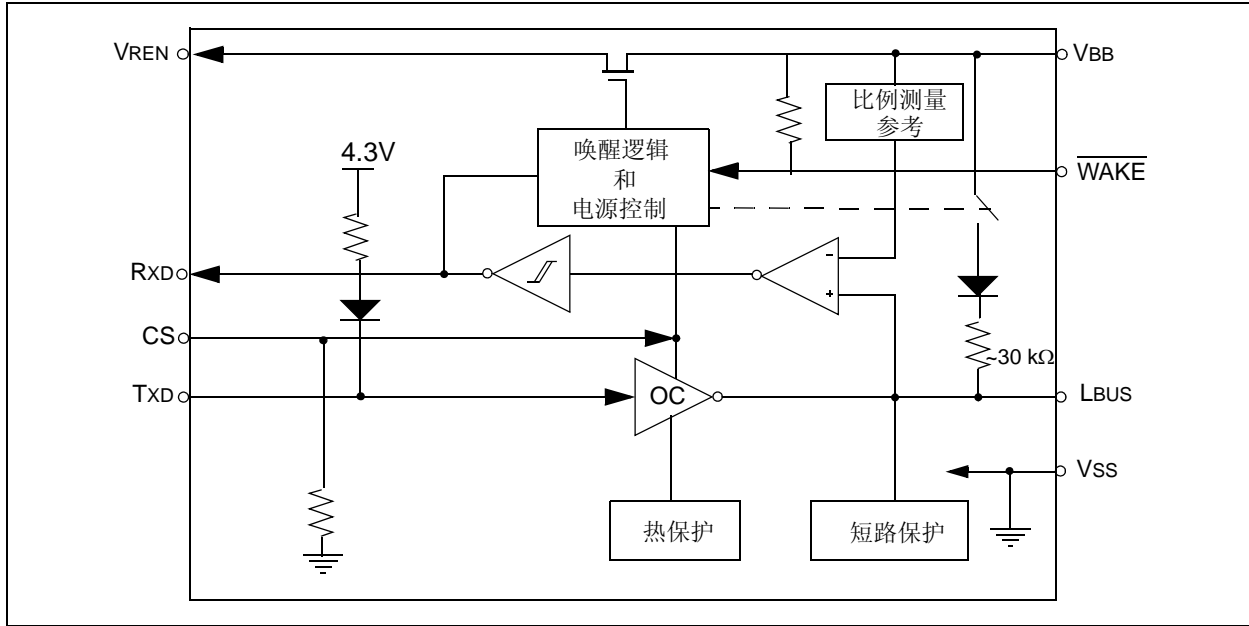 VREN
VBB
比例测量
参考
4.3V
唤醒逻辑
和
电源控制
WAKE
RXD
-
+
CS
~30 kΩ
TXD
OC
LBUS
VSS
热保护
短路保护